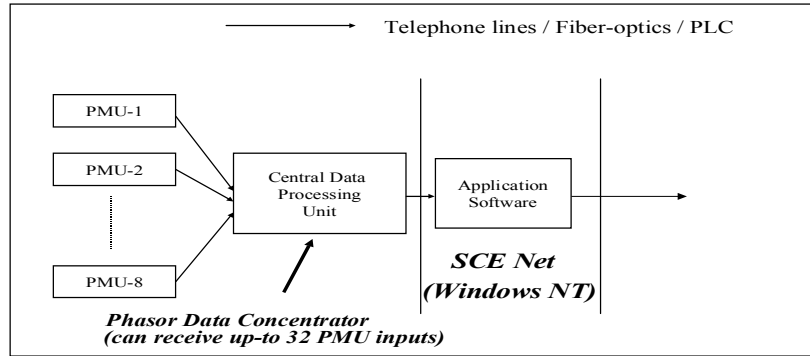 Telephone lines / Fiber-optics / PLC
PMU-1
PMU-2
PMU-8
Central Data
Processing
Unit
Application
Software
SCE Net
(Windows NT)
Phasor Data Concentrator
(can receive up-to 32 PMU inputs)